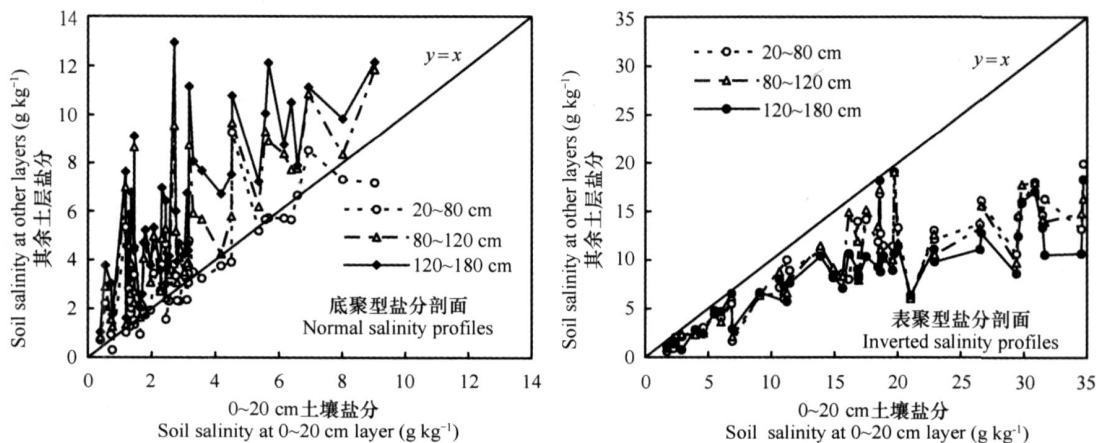 Soil salinity at other layers (g kg⁻¹)
其余土层盐分
14
12
10
8
6
4
2
0
y=x
20~80 cm
80~120 cm
120~180 cm
底聚型盐分剖面
Normal salinity profiles
0 2 4 6 8 10 12 14
0~20 cm土壤盐分
Soil salinity at 0~20 cm layer (g kg⁻¹)
Soil salinity at other layers (g kg⁻¹)
其余土层盐分
35
30
25
20
15
10
5
0
20~80 cm
80~120 cm
120~180 cm
y=x
表聚型盐分剖面
Inverted salinity profiles
0 5 10 15 20 25 30 35
0~20 cm土壤盐分
Soil salinity at 0~20 cm layer (g kg⁻¹)